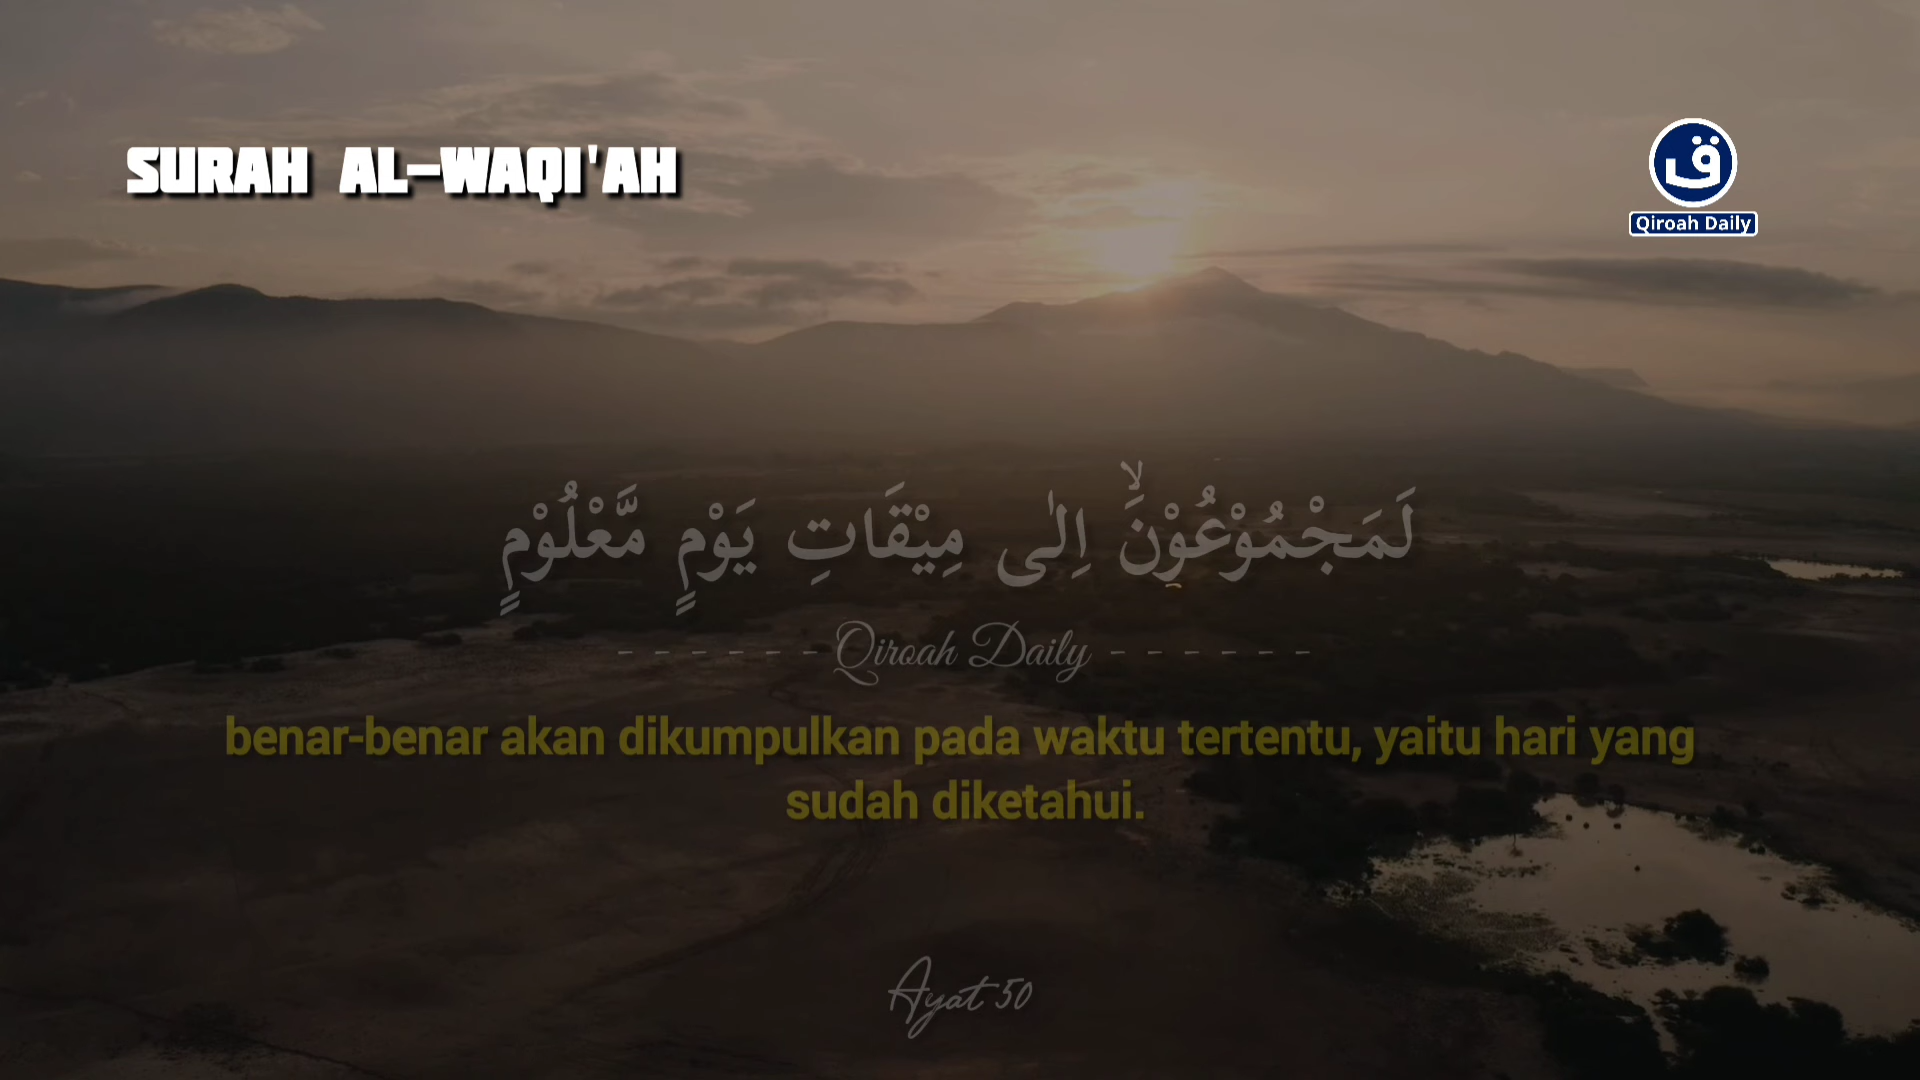 SURAH AL-WAQI'AH
ق
Qiroah Daily
لَمَجْمُوْعُوْنَۙ اِلٰى مِيْقَاتِ يَوْمٍ مَّعْلُوْمٍ
- - - - - - Qiroah Daily - - - - - -
benar-benar akan dikumpulkan pada waktu tertentu, yaitu hari yang
sudah diketahui.
Ayat 50